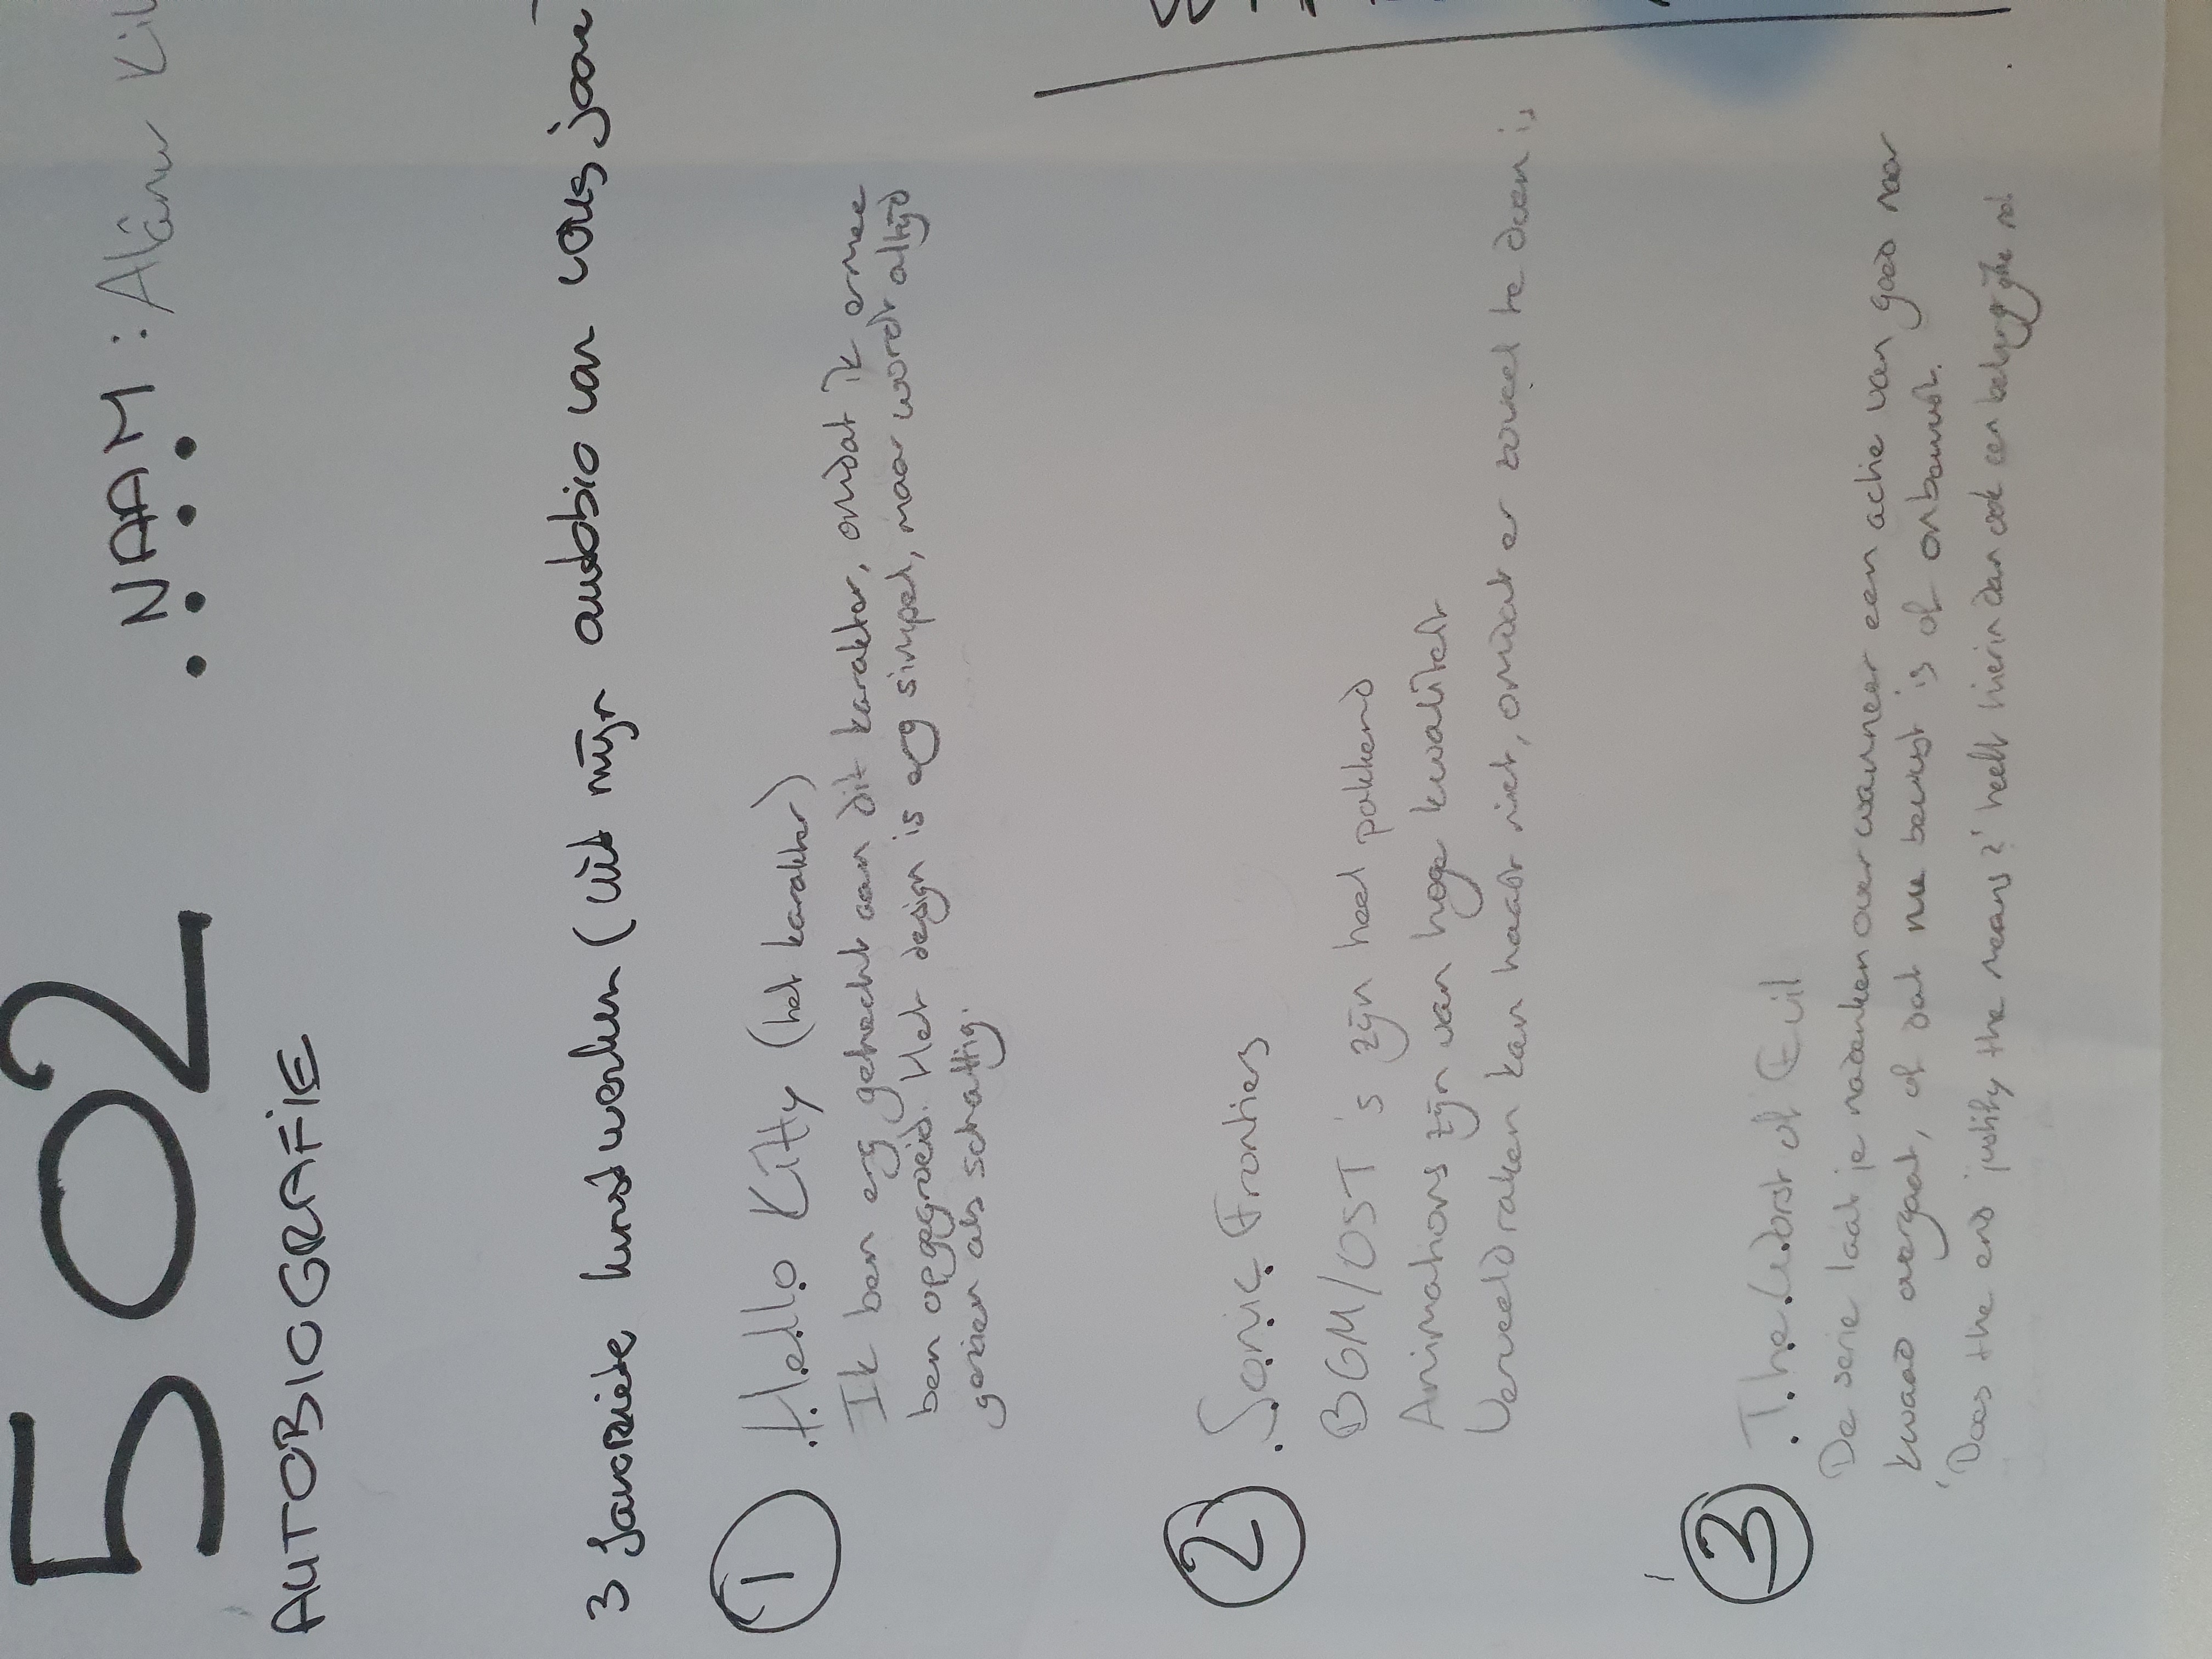 502
NAAM: Alânur
AUTOBIOGRAFIE
3 favoriete kunstwerken (uit mijn autobio van vorig jaar)
1 Hello Kitty (het karakter)
Ik ben erg gehecht aan dit karakter, omdat ik ermee
ben opgegroeid. Het design is erg simpel, maar wordt altijd
gezien als schattig.
2 Sonic Frontiers
BGM/OST's zijn heel pakkend
Animations zijn van hoge kwaliteit
Verveeld raken kan haast niet, omdat er zoveel te doen is
3 The Worst of Evil
De serie laat je nadenken over wanneer een actie van goed naar
kwaad overgaat, of dat nu bewust is of onbewust.
'Does the end justify the means?' heeft hierin dan ook een belangrijke rol